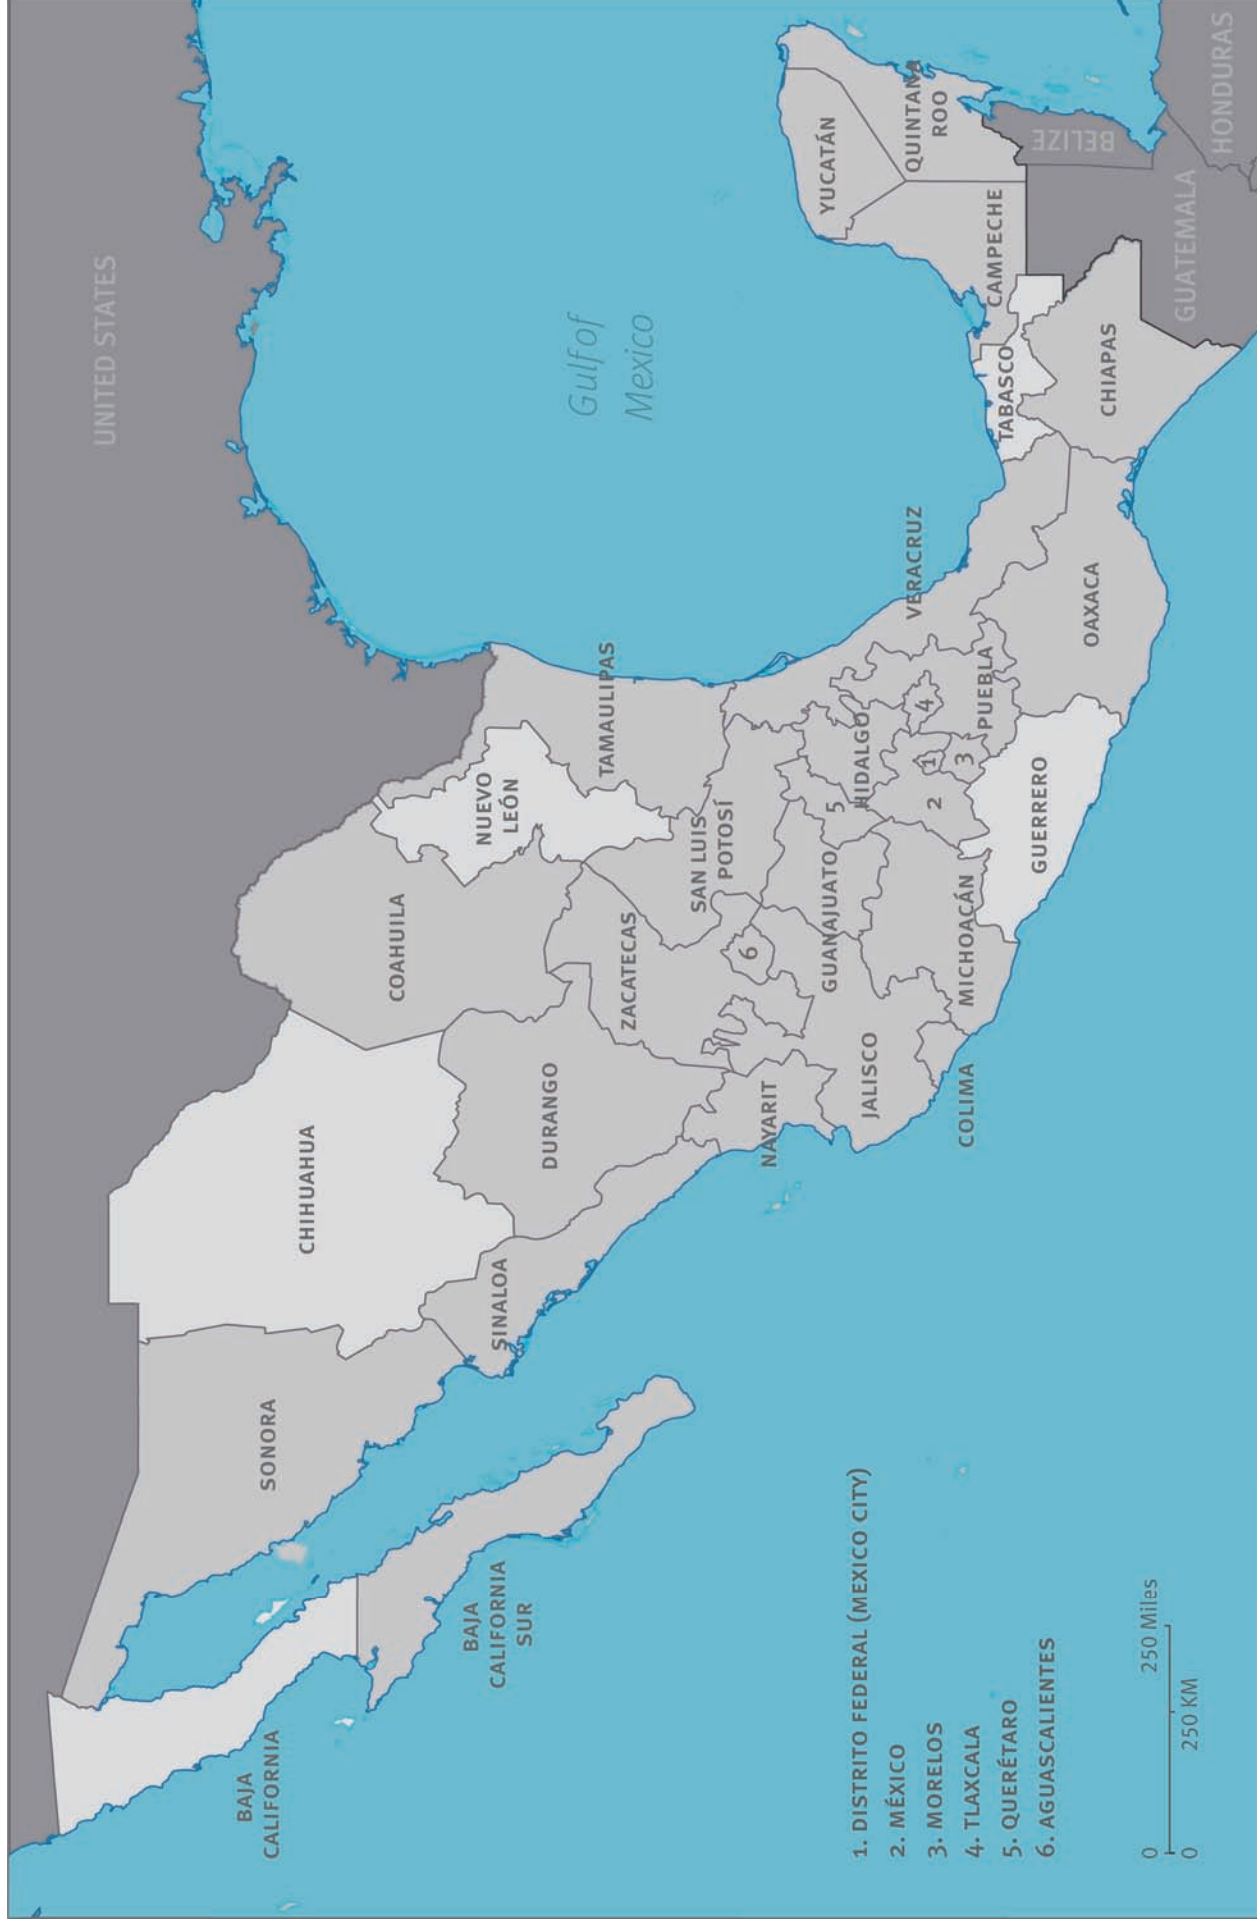 UNITED STATES
Gulf of
Mexico
BAJA
CALIFORNIA
BAJA
CALIFORNIA
SUR
SONORA
CHIHUAHUA
COAHUILA
NUEVO
LEÓN
TAMAULIPAS
SINALOA
DURANGO
ZACATECAS
SAN LUIS
POTOSÍ
NAYARIT
JALISCO
COLIMA
6
GUANAJUATO
5
HIDALGO
MICHOACÁN
2
1
3
4
PUEBLA
VERACRUZ
GUERRERO
OAXACA
TABASCO
CHIAPAS
CAMPECHE
YUCATÁN
QUINTANA
ROO
BELIZE
GUATEMALA
HONDURAS
1. DISTRITO FEDERAL (MEXICO CITY)
2. MÉXICO
3. MORELOS
4. TLAXCALA
5. QUERÉTARO
6. AGUASCALIENTES
0 250 Miles
0 250 KM